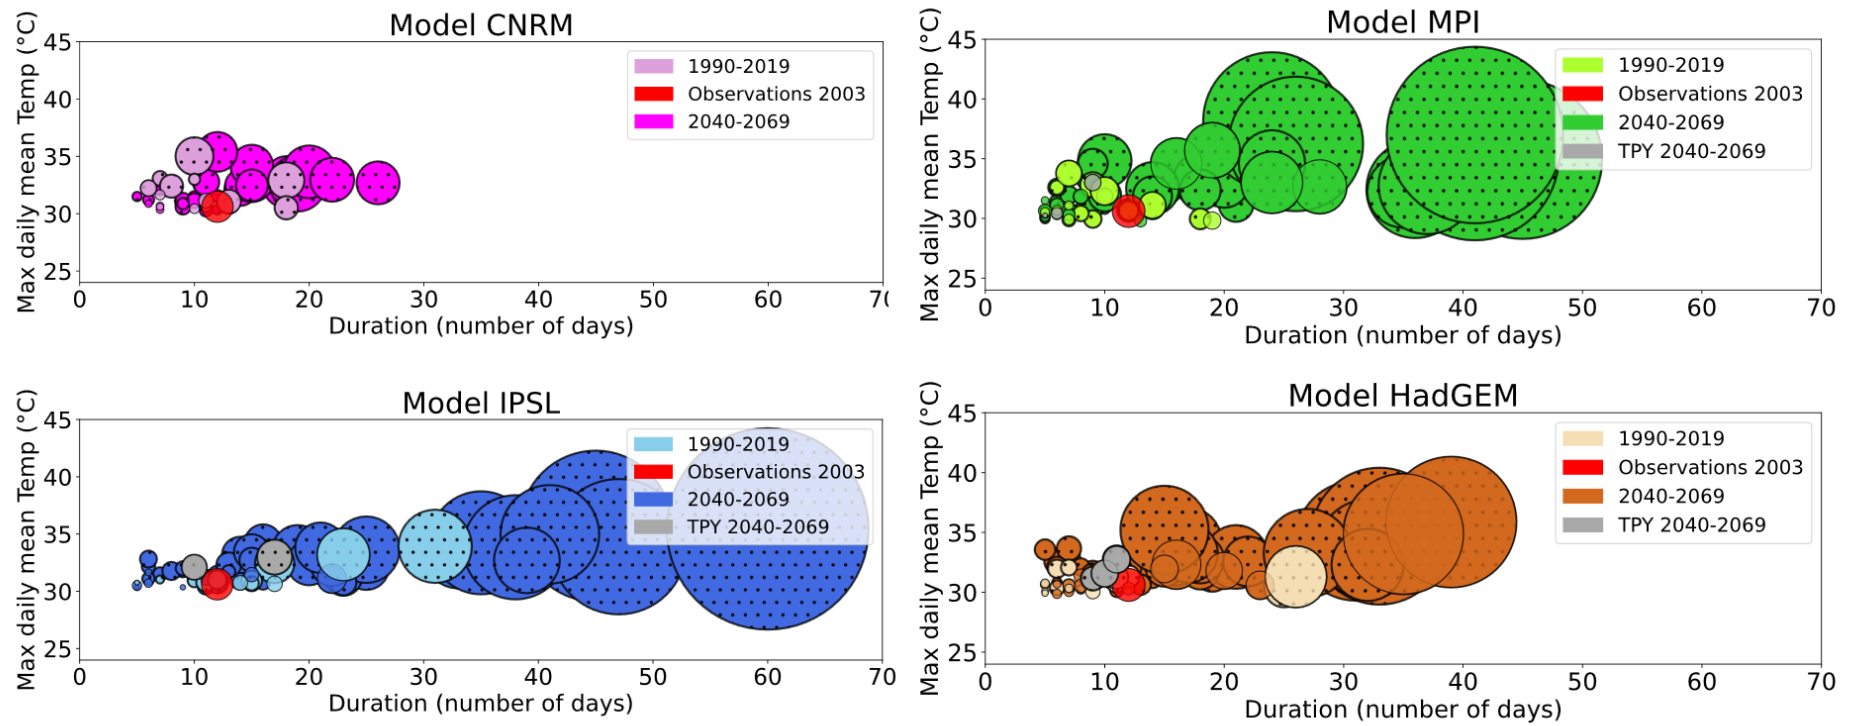 Model CNRM
Max daily mean Temp (°C)
45
40
35
30
25
0 10 20 30 40 50 60 70
Duration (number of days)
1990-2019
Observations 2003
2040-2069
Model MPI
Max daily mean Temp (°C)
45
40
35
30
25
0 10 20 30 40 50 60 70
Duration (number of days)
1990-2019
Observations 2003
2040-2069
TPY 2040-2069
Model IPSL
Max daily mean Temp (°C)
45
40
35
30
25
0 10 20 30 40 50 60 70
Duration (number of days)
1990-2019
Observations 2003
2040-2069
TPY 2040-2069
Model HadGEM
Max daily mean Temp (°C)
45
40
35
30
25
0 10 20 30 40 50 60 70
Duration (number of days)
1990-2019
Observations 2003
2040-2069
TPY 2040-2069